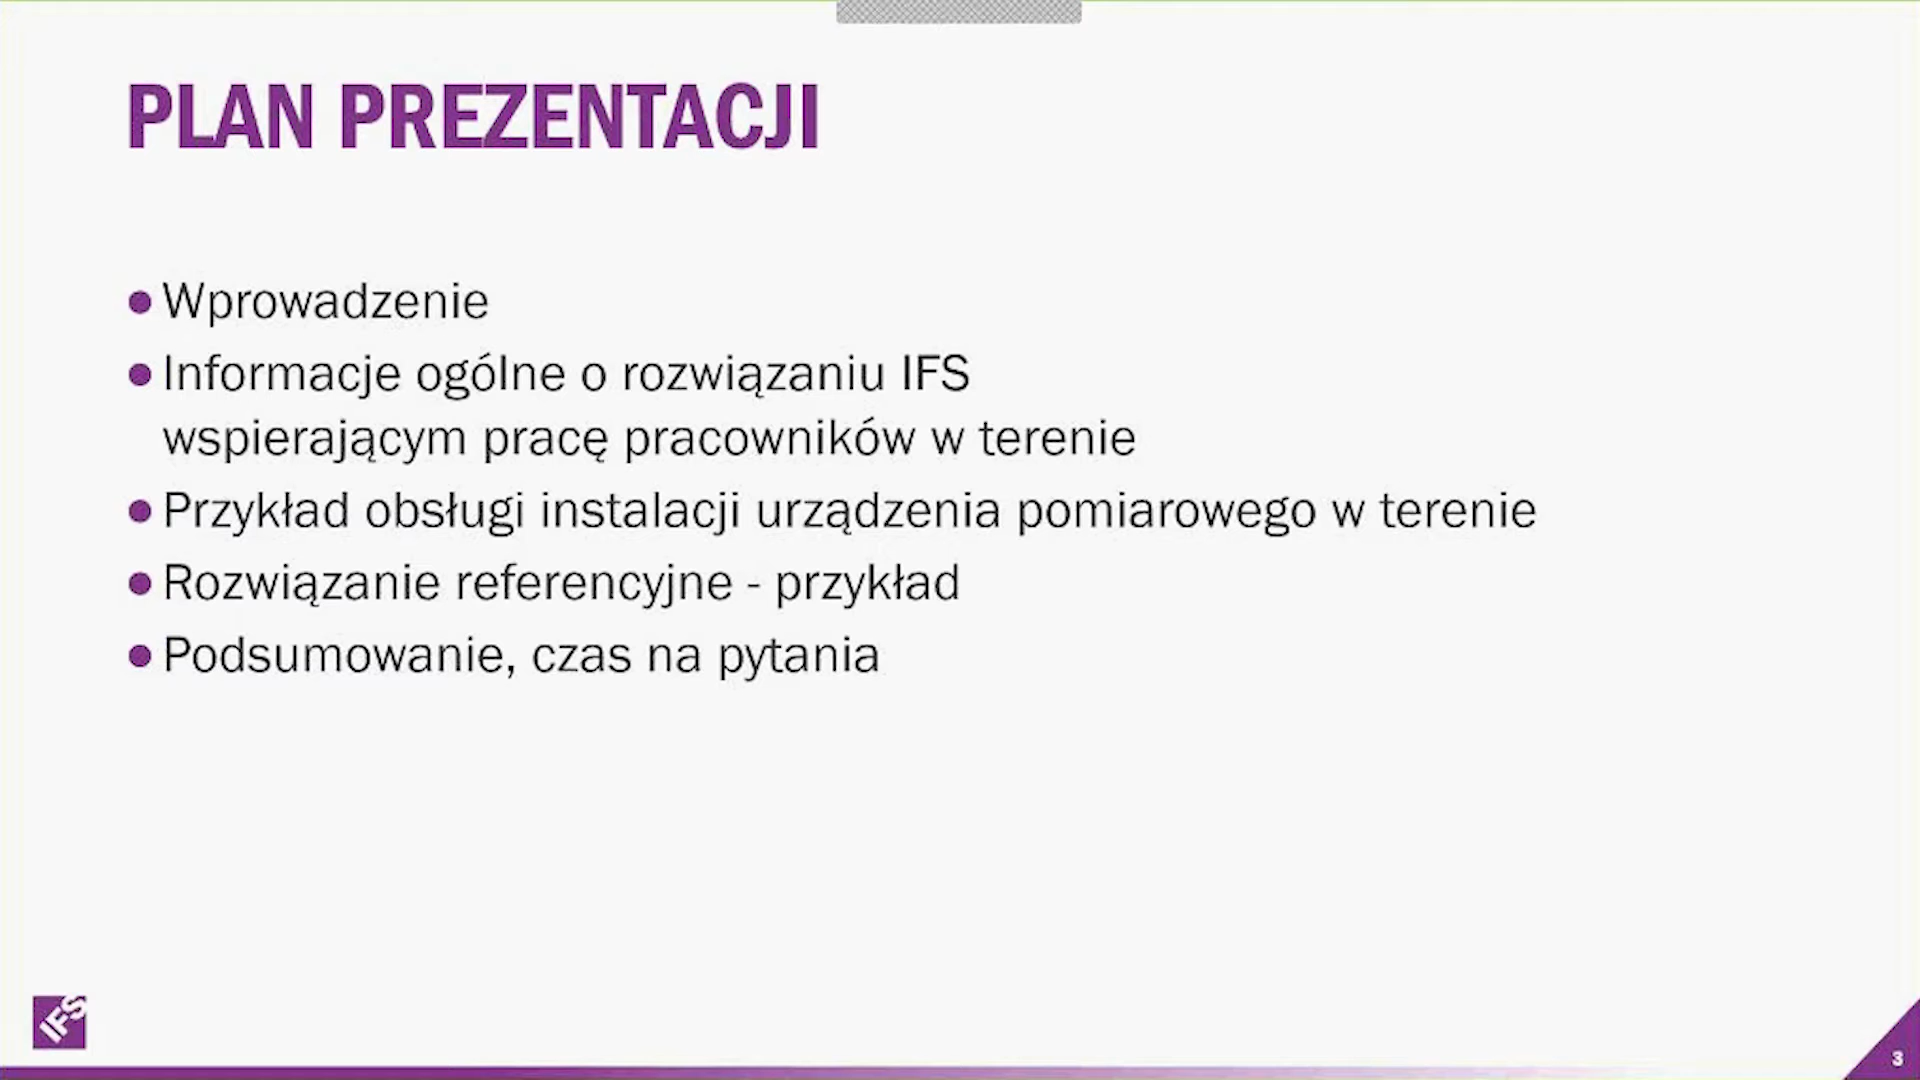 PLAN PREZENTACJI
● Wprowadzenie
● Informacje ogólne o rozwiązaniu IFS
wspierającym pracę pracowników w terenie
● Przykład obsługi instalacji urządzenia pomiarowego w terenie
● Rozwiązanie referencyjne - przykład
● Podsumowanie, czas na pytania
IFS
3